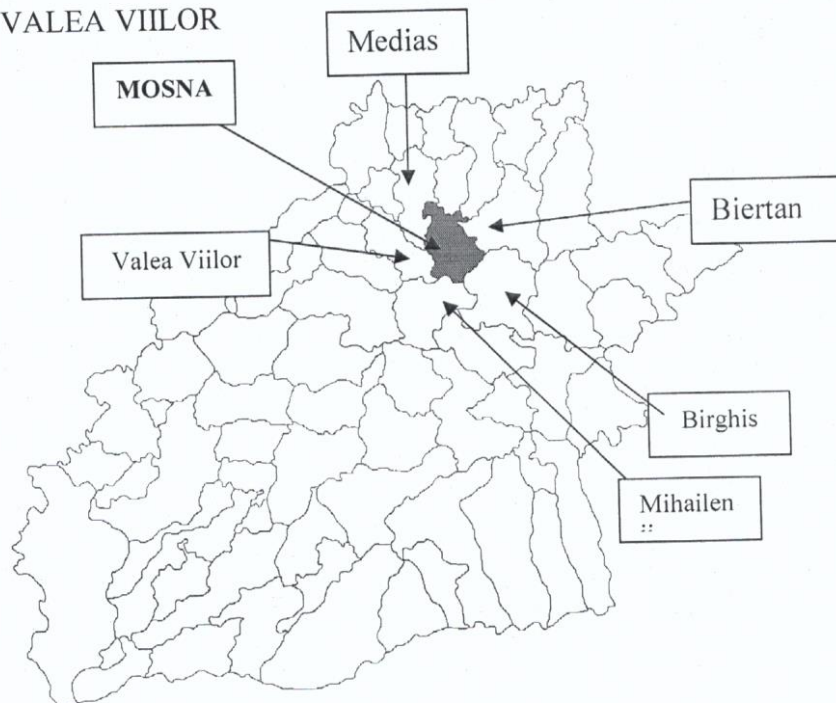 VALEA VIILOR
Medias
MOSNA
Biertan
Valea Viilor
Birghis
Mihailen